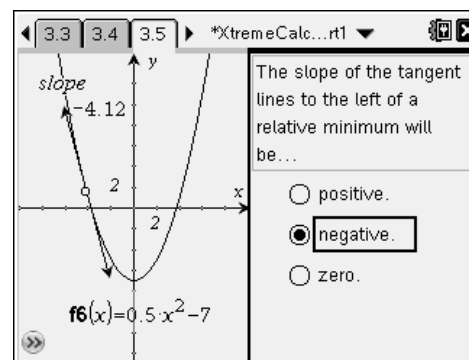 3.3 3.4 3.5 *XtremeCalc...rt1
y
slope
-4.12
2
x
2
f6(x)=0.5·x²-7
The slope of the tangent
lines to the left of a
relative minimum will
be...
positive.
negative.
zero.